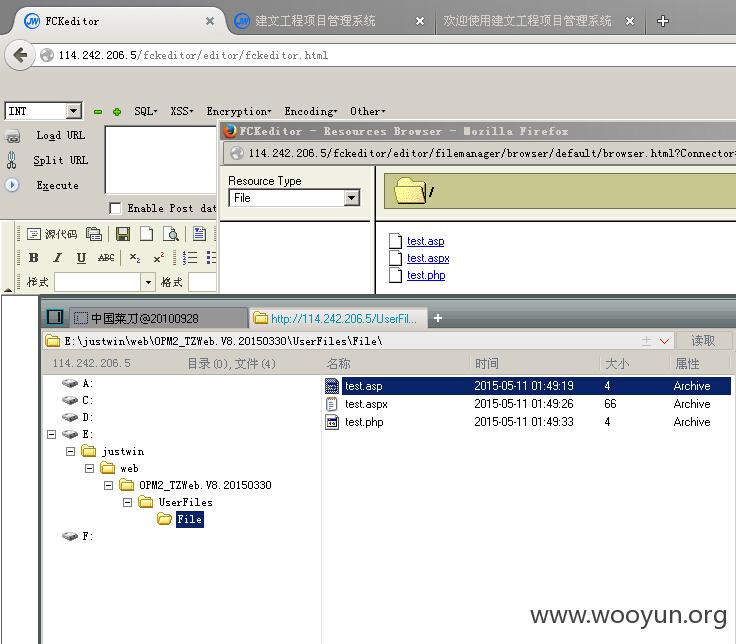 FCKeditor
建文工程项目管理系统
欢迎使用建文工程项目管理系统
114.242.206.5/fckeditor/editor/fckeditor.html
INT SQL XSS Encryption Encoding Other
Load URL
Split URL
Execute
Enable Post dat
FCKeditor - Resources Browser - Mozilla Firefox
114.242.206.5/fckeditor/editor/filemanager/browser/default/browser.html?Connector=
Resource Type
File
/
test.asp
test.aspx
test.php
源代码
B I U ABC x₂ x²
样式 格式
中国菜刀@20100928
http://114.242.206.5/UserFil...
E:\justwin\web\OPM2_TZWeb.V8.20150330\UserFiles\File\
读取
114.242.206.5 目录(0),文件(4)
名称 时间 大小 属性
A:
C:
D:
E:
justwin
web
OPM2_TZWeb.V8.20150330
UserFiles
File
F:
test.asp 2015-05-11 01:49:19 4 Archive
test.aspx 2015-05-11 01:49:26 66 Archive
test.php 2015-05-11 01:49:33 4 Archive
www.wooyun.org